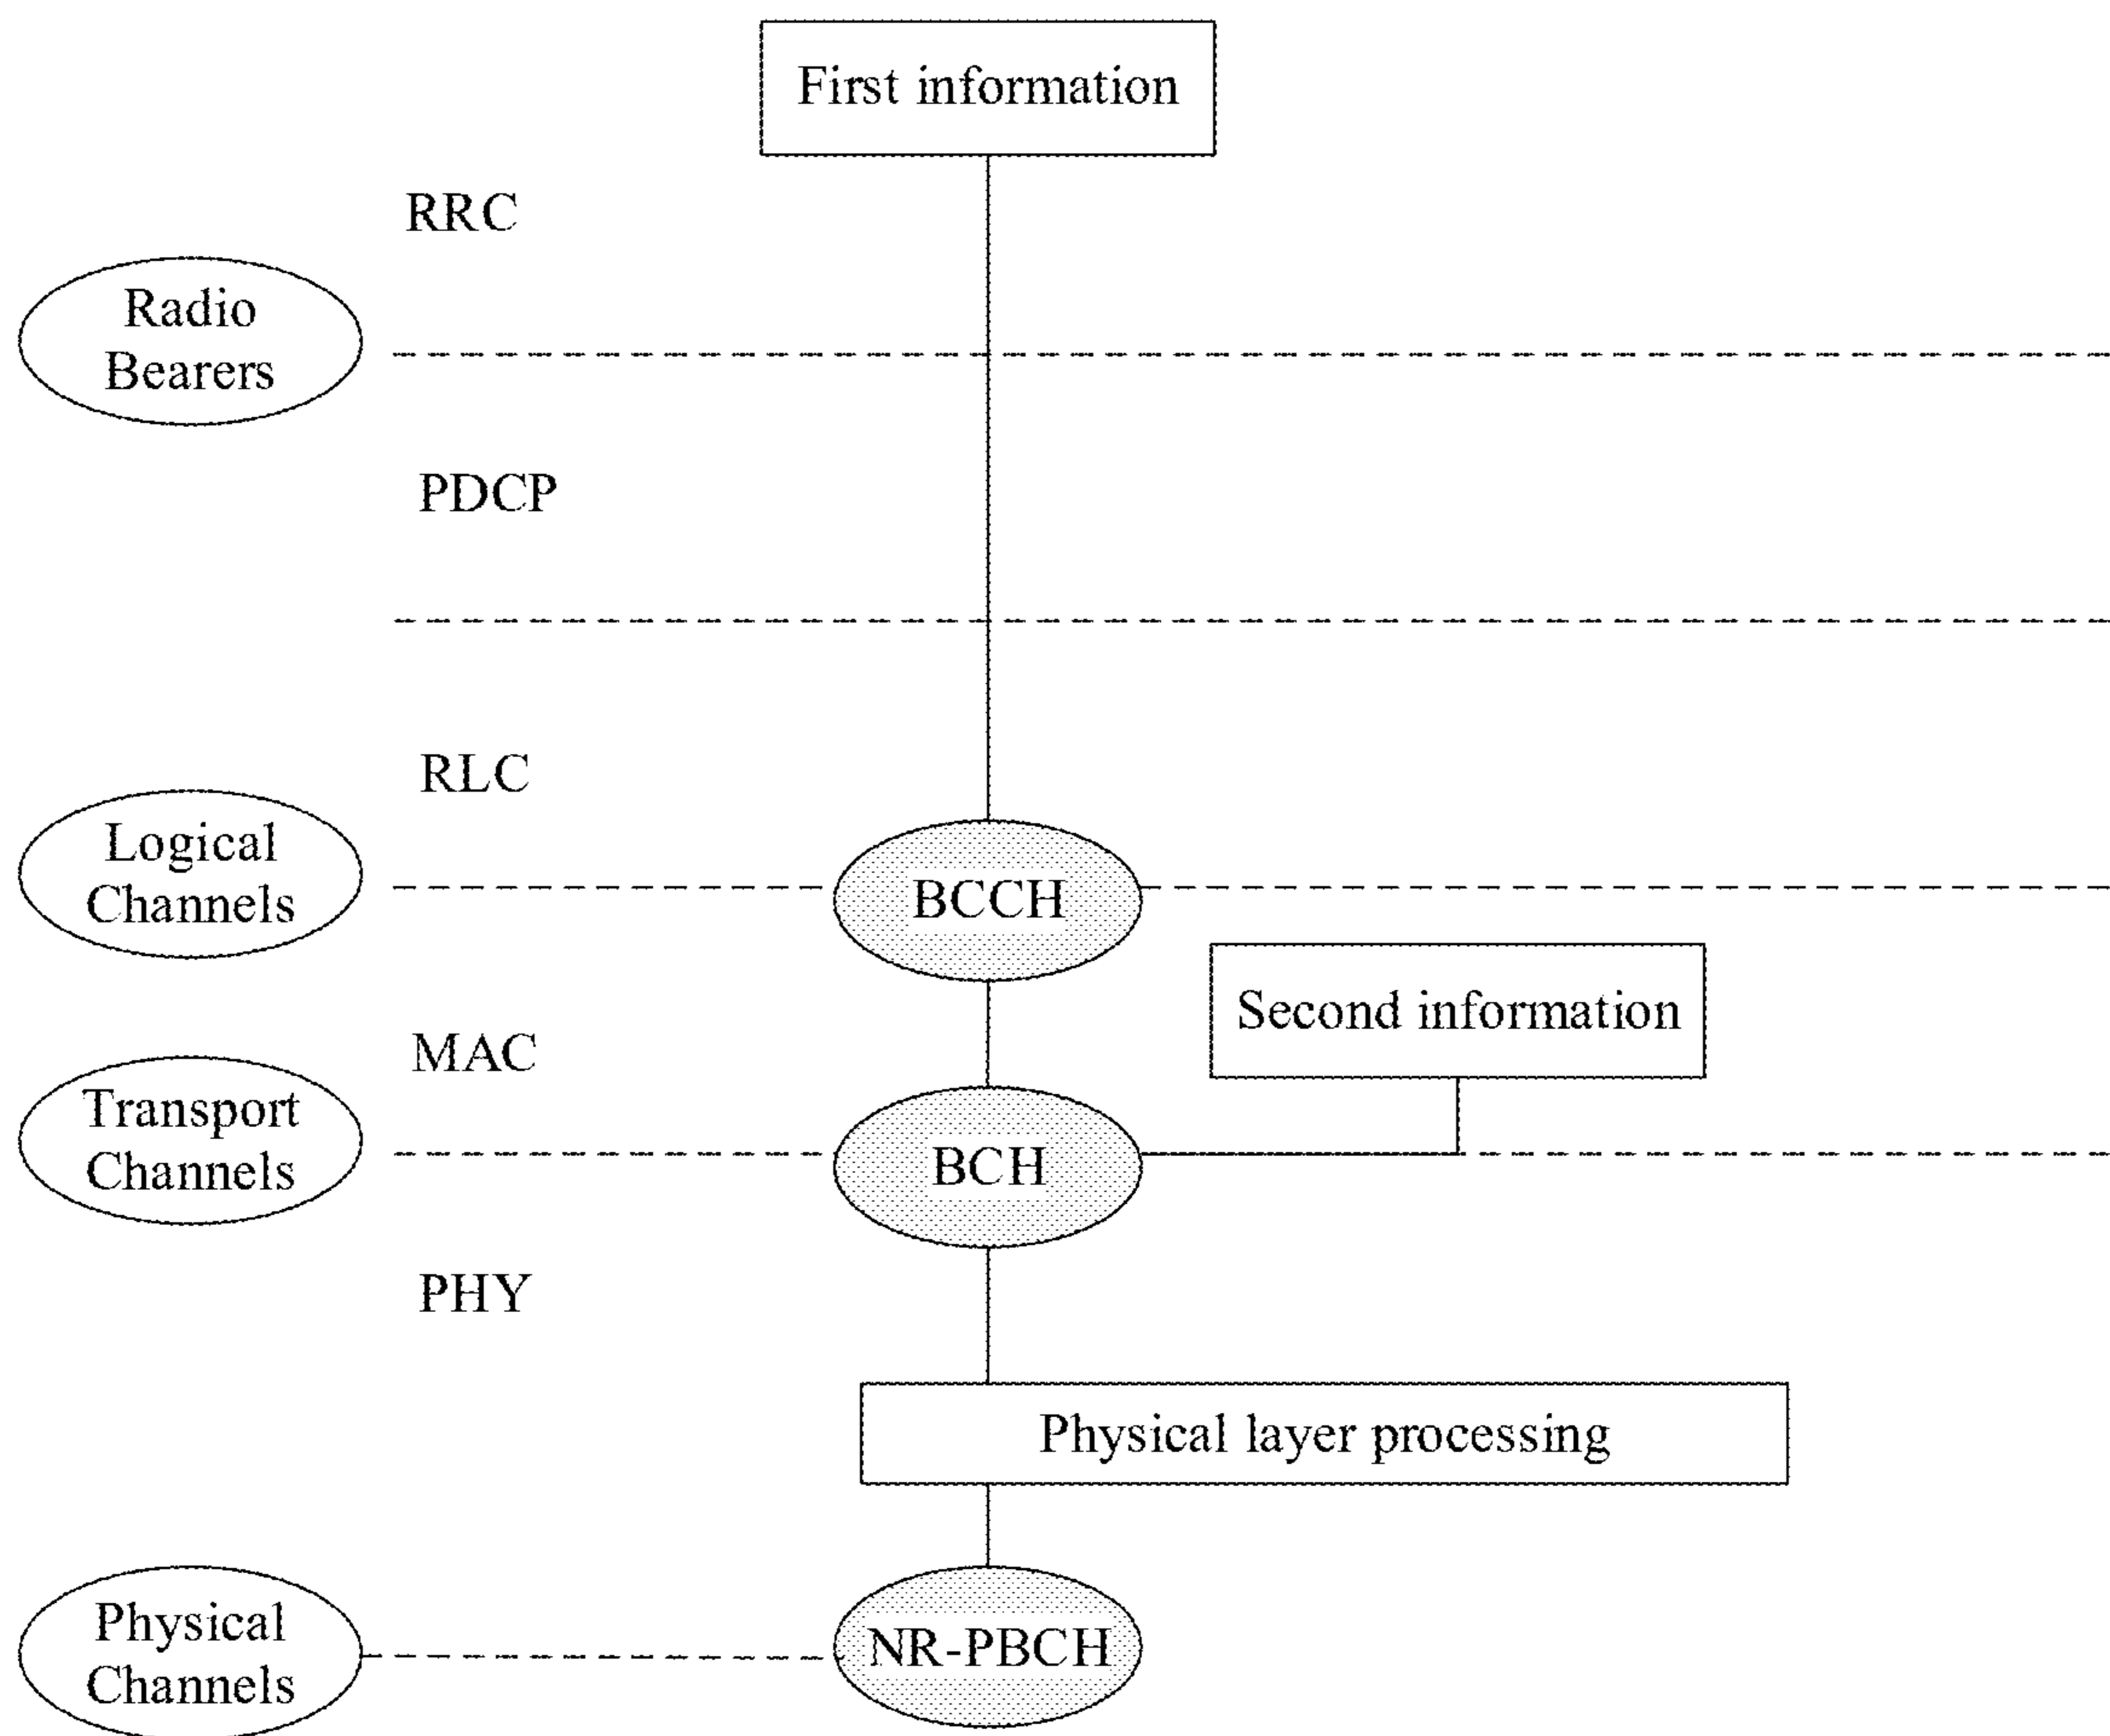 First information
RRC
Radio
Bearers
PDCP
RLC
Logical
Channels
BCCH
Second information
MAC
Transport
Channels
BCH
PHY
Physical layer processing
Physical
Channels
NR-PBCH